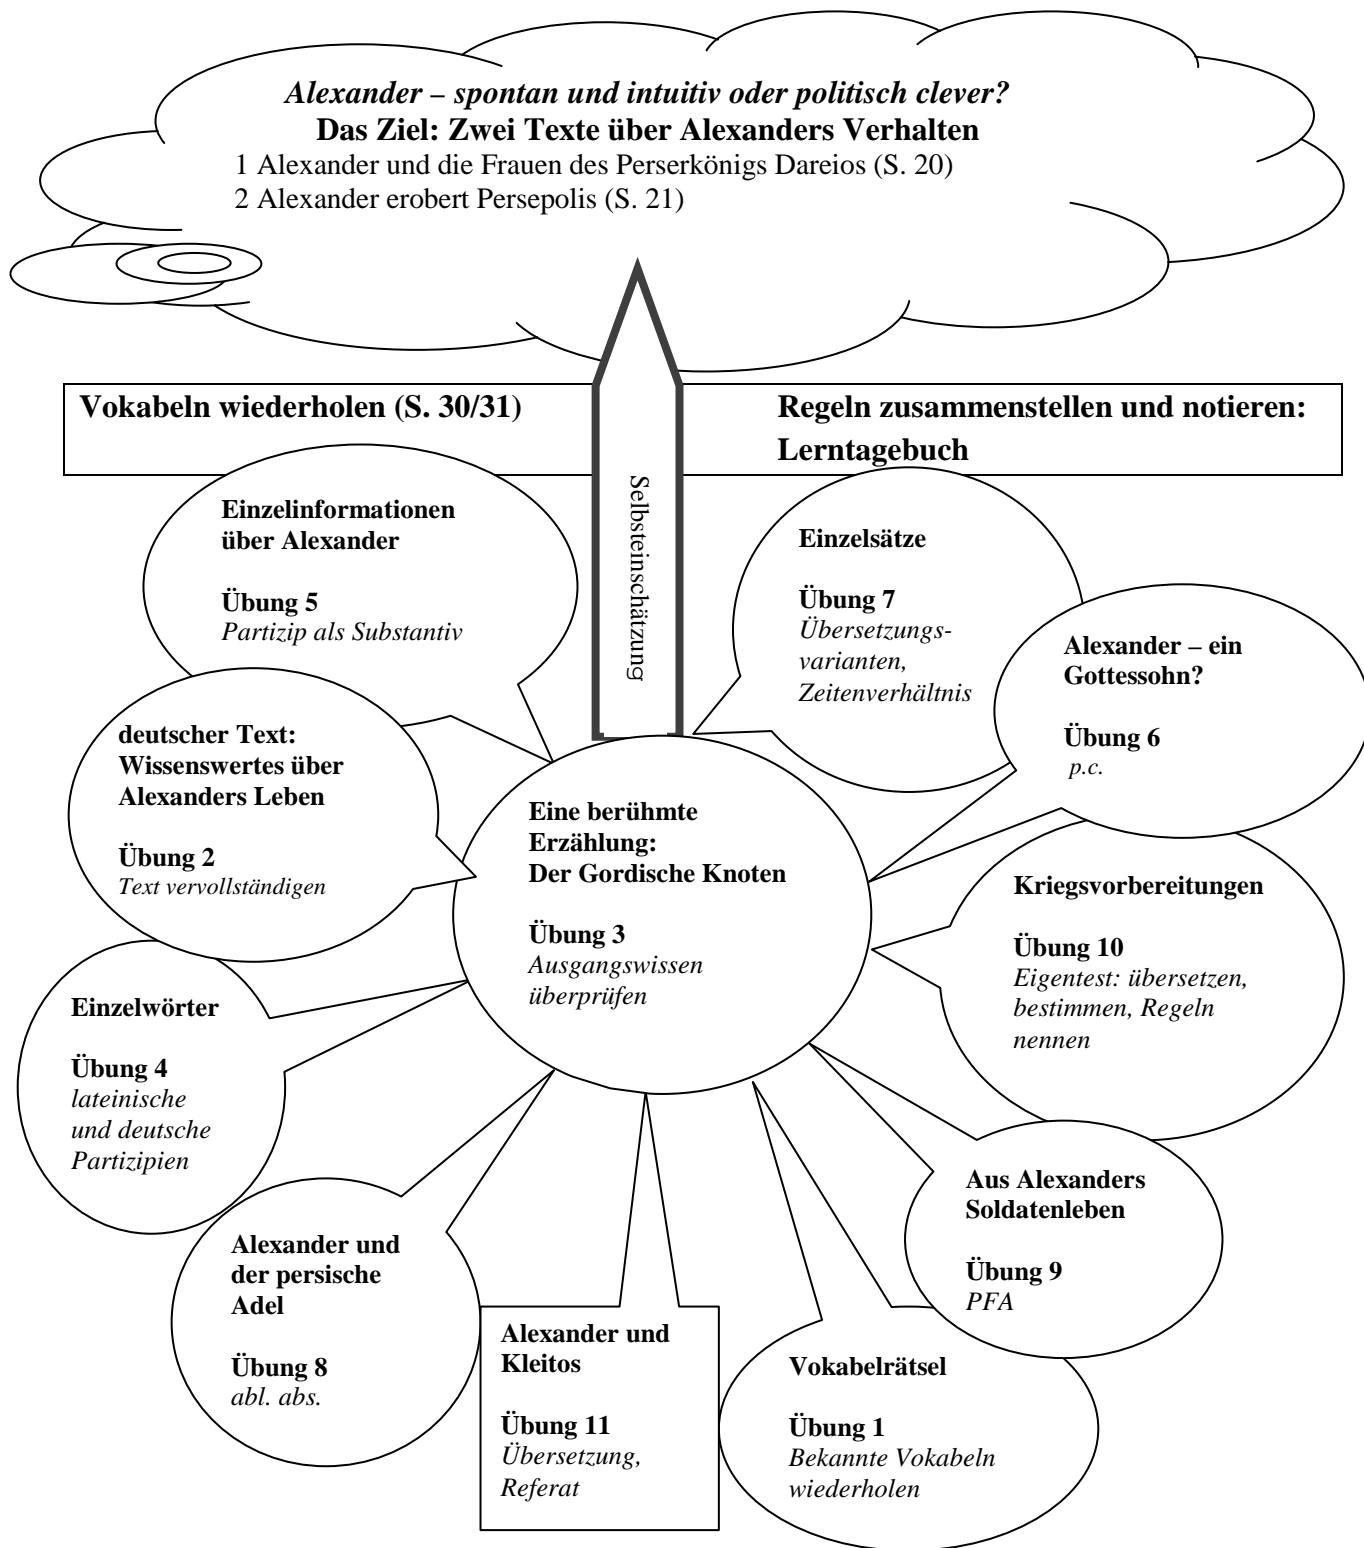 Alexander – spontan und intuitiv oder politisch clever?
Das Ziel: Zwei Texte über Alexanders Verhalten
1 Alexander und die Frauen des Perserkönigs Dareios (S. 20)
2 Alexander erobert Persepolis (S. 21)
Vokabeln wiederholen (S. 30/31)
Regeln zusammenstellen und notieren:
Lerntagebuch
Selbsteinschätzung
Einzelinformationen
über Alexander
Übung 5
Partizip als Substantiv
Einzelsätze
Übung 7
Übersetzungs-
varianten,
Zeitenverhältnis
Alexander – ein
Gottessohn?
Übung 6
p.c.
deutscher Text:
Wissenswertes über
Alexanders Leben
Übung 2
Text vervollständigen
Eine berühmte
Erzählung:
Der Gordische Knoten
Übung 3
Ausgangswissen
überprüfen
Kriegsvorbereitungen
Übung 10
Eigentest: übersetzen,
bestimmen, Regeln
nennen
Einzelwörter
Übung 4
lateinische
und deutsche
Partizipien
Aus Alexanders
Soldatenleben
Übung 9
PFA
Alexander und
der persische
Adel
Übung 8
abl. abs.
Alexander und
Kleitos
Übung 11
Übersetzung,
Referat
Vokabelrätsel
Übung 1
Bekannte Vokabeln
wiederholen